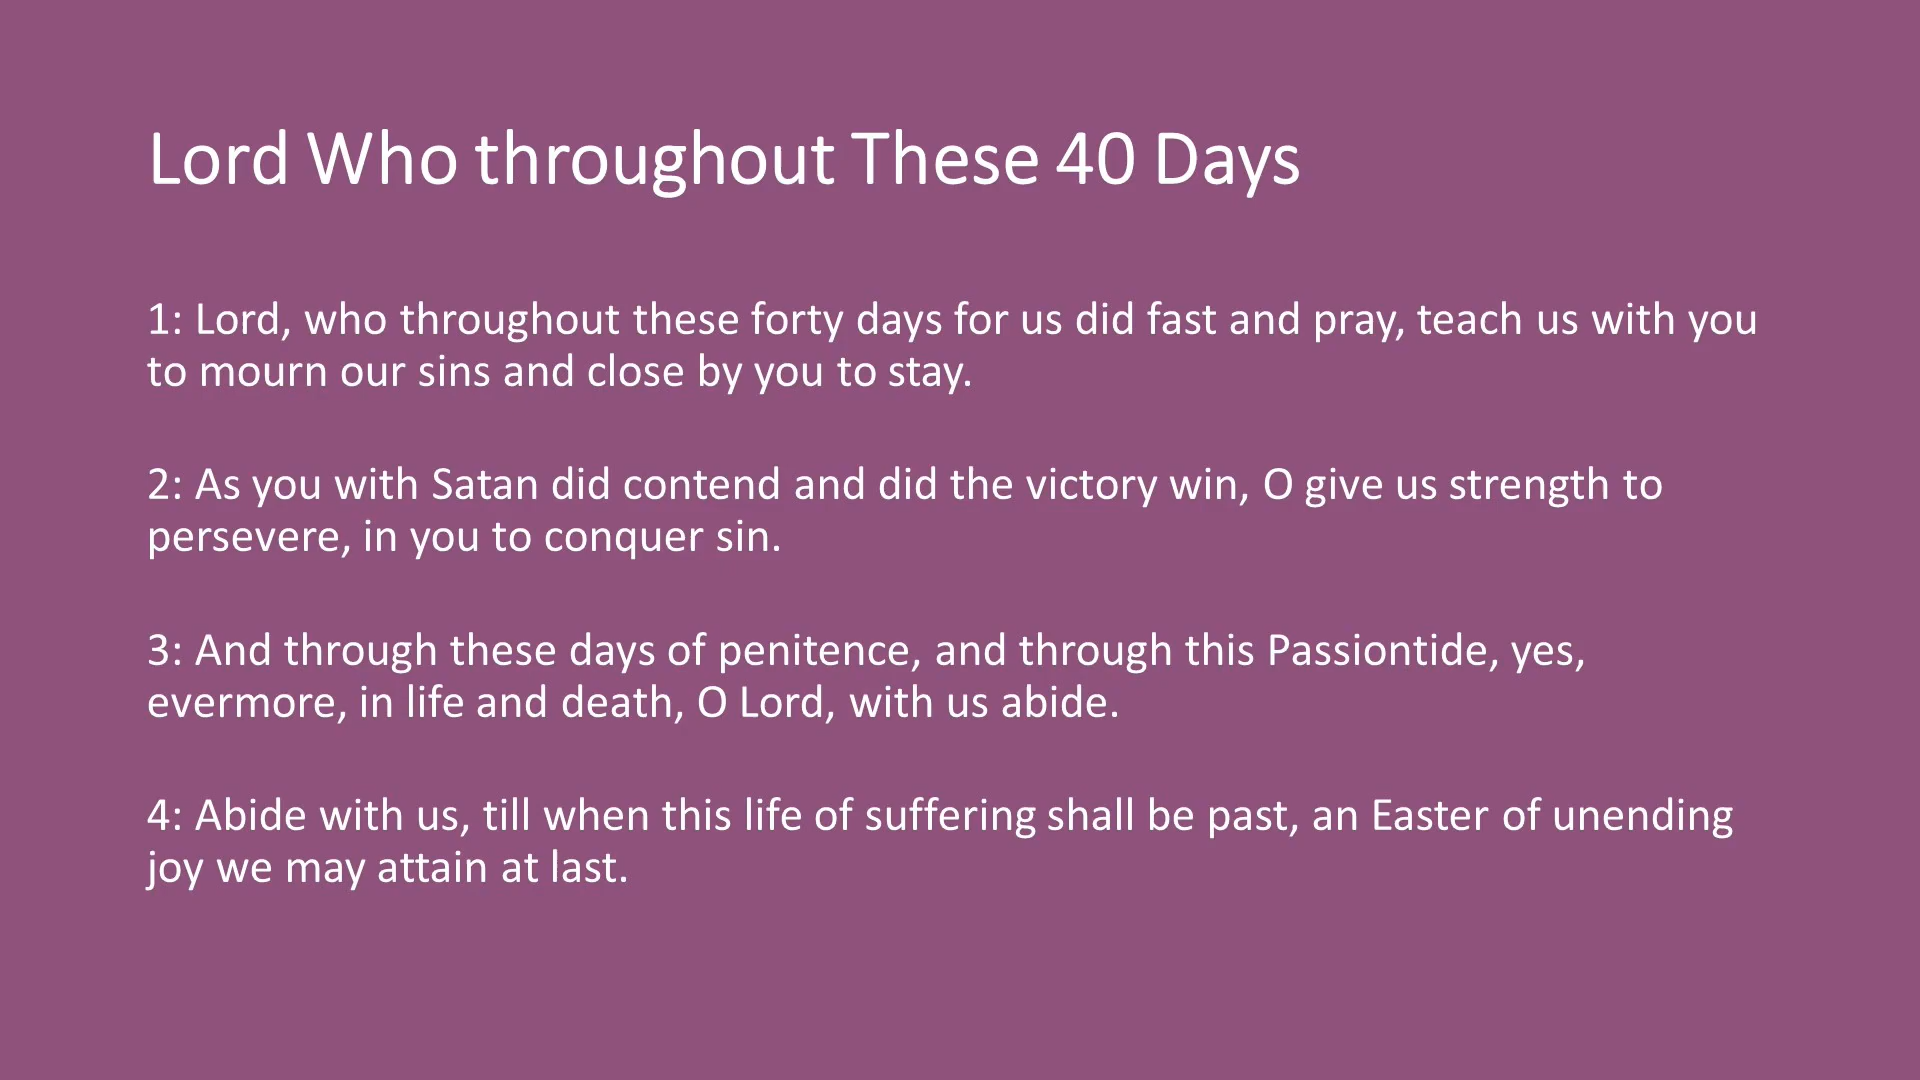 Lord Who throughout These 40 Days
1: Lord, who throughout these forty days for us did fast and pray, teach us with you
to mourn our sins and close by you to stay.
2: As you with Satan did contend and did the victory win, O give us strength to
persevere, in you to conquer sin.
3: And through these days of penitence, and through this Passiontide, yes,
evermore, in life and death, O Lord, with us abide.
4: Abide with us, till when this life of suffering shall be past, an Easter of unending
joy we may attain at last.